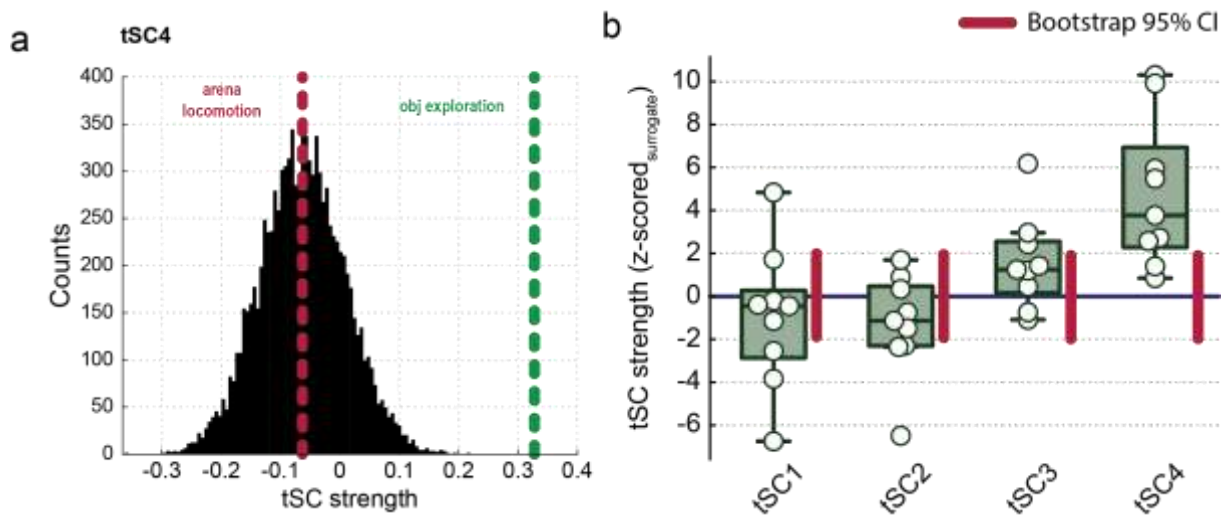 a
tSC4
400
350
300
250
200
150
100
50
0
Counts
arena
locomotion
obj exploration
-0.3 -0.2 -0.1 0 0.1 0.2 0.3 0.4
tSC strength
b
Bootstrap 95% CI
10
8
6
4
2
0
-2
-4
-6
tSC strength (z-scored surrogate)
tSC1 tSC2 tSC3 tSC4